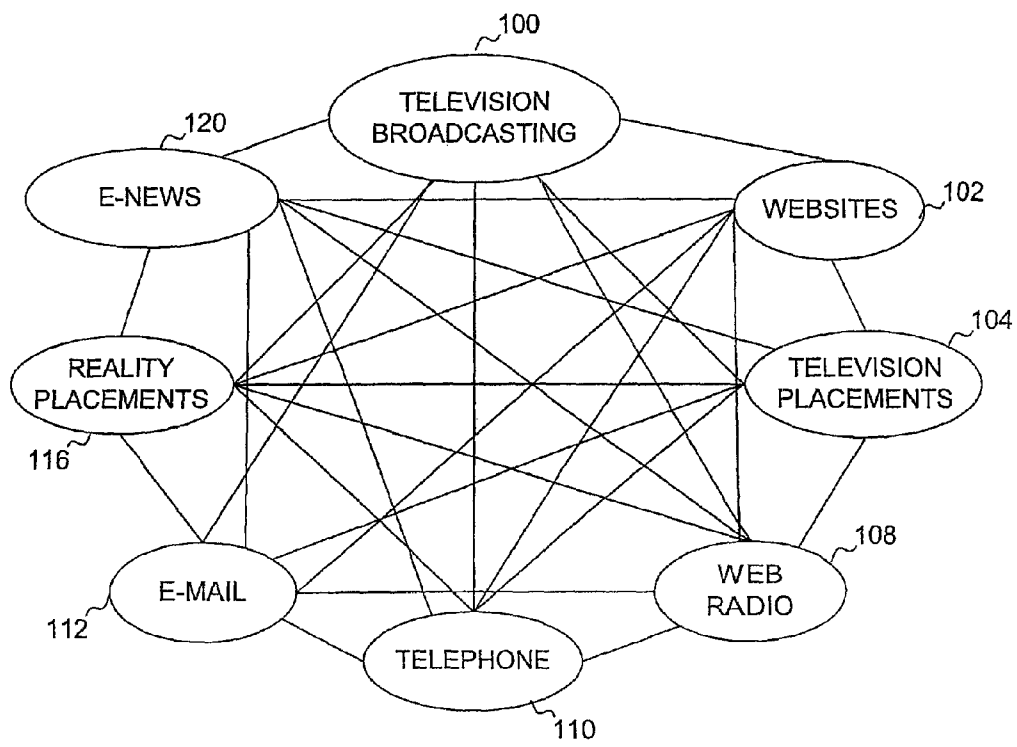 100
TELEVISION
BROADCASTING
120
E-NEWS
WEBSITES
102
REALITY
PLACEMENTS
116
104
TELEVISION
PLACEMENTS
108
WEB
RADIO
E-MAIL
112
TELEPHONE
110